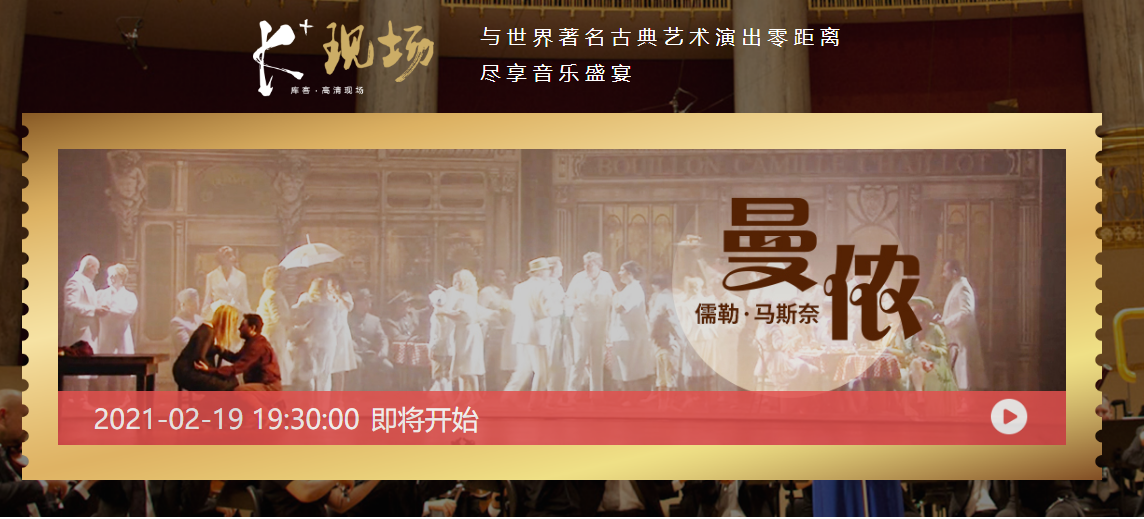 K+现场
库客·高清现场
与世界著名古典艺术演出零距离
尽享音乐盛宴
BOUILLON CAMILLE CHAILLOT
曼侬
儒勒·马斯奈
2021-02-19 19:30:00 即将开始